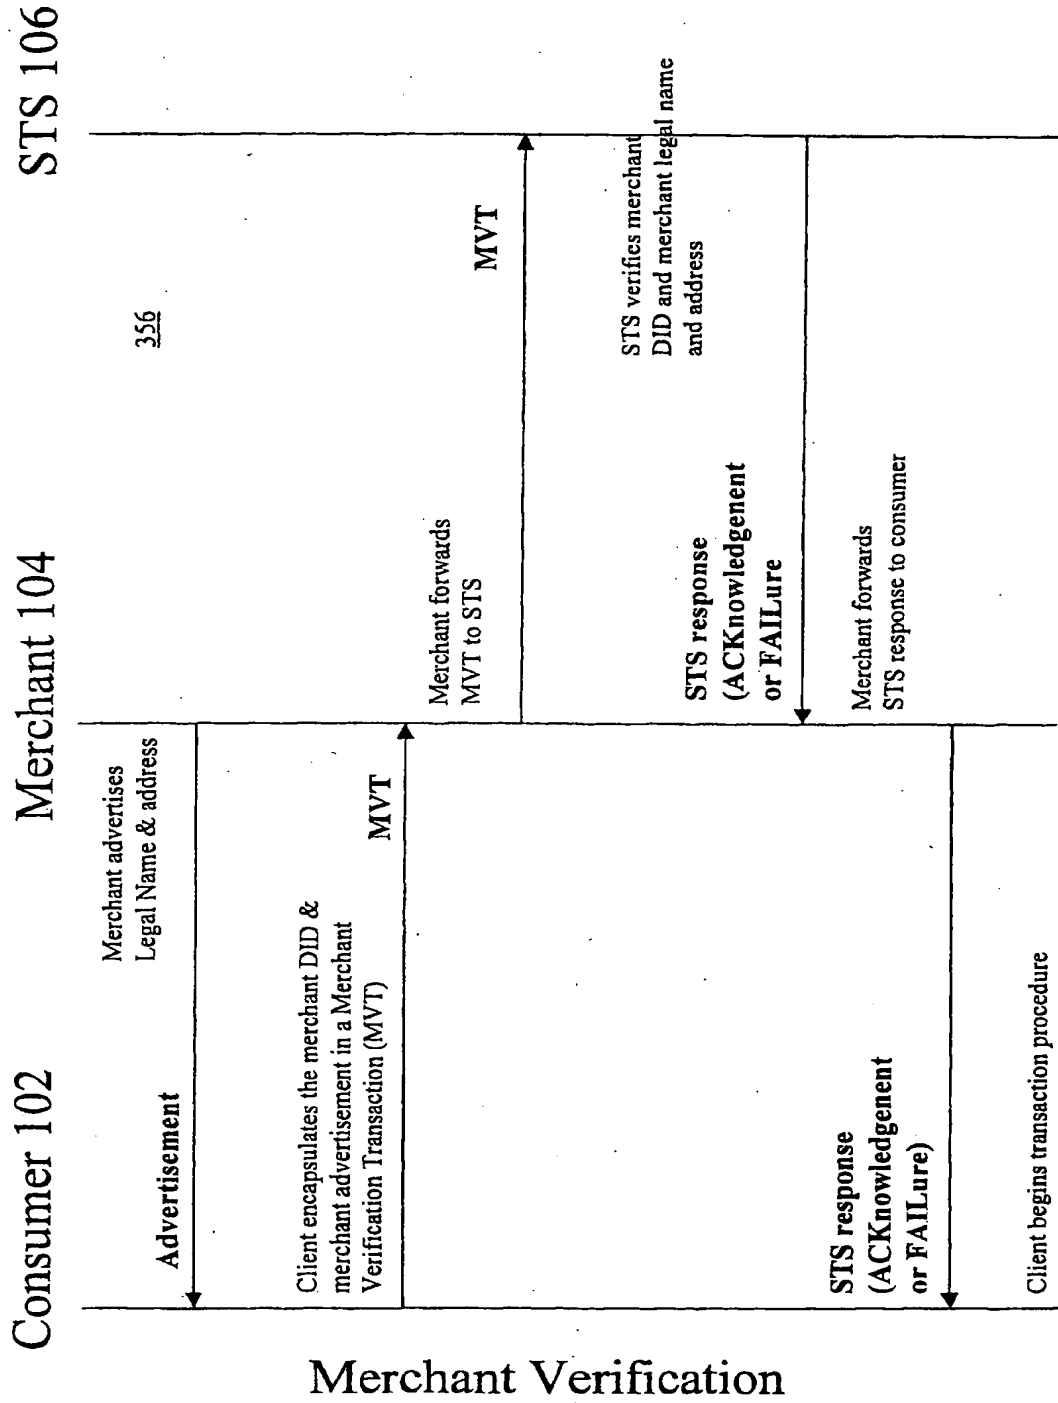 Merchant Verification
Consumer 102
Merchant 104
STS 106
356
Merchant advertises
Legal Name & address
Advertisement
Client encapsulates the merchant DID &
merchant advertisement in a Merchant
Verification Transaction (MVT)
MVT
Merchant forwards
MVT to STS
MVT
STS verifies merchant
DID and merchant legal name
and address
STS response
(ACKnowledgenent
or FAILure
Merchant forwards
STS response to consumer
STS response
(ACKnowledgenent
or FAILure)
Client begins transaction procedure